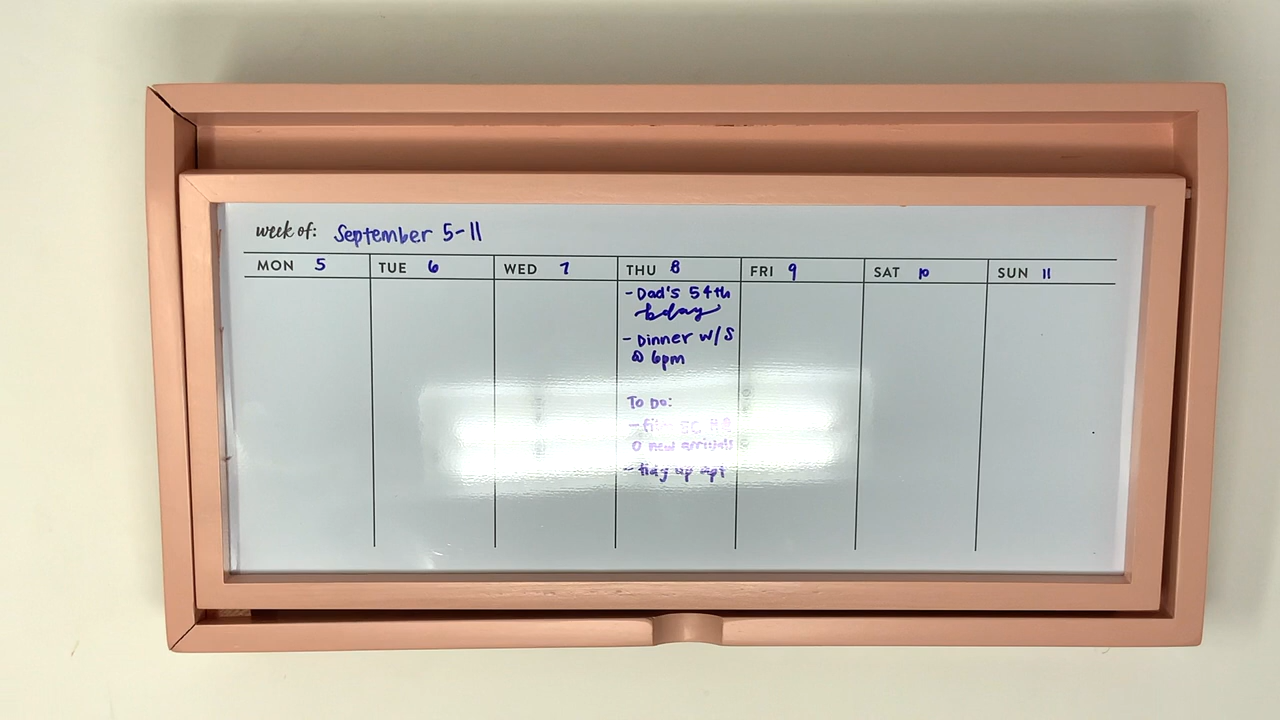 week of: September 5-11
MON 5 TUE 6 WED 7 THU 8 FRI 9 SAT 10 SUN 11
- Dad's 54th
bday
- Dinner w/S
@ 6pm
To Do:
new arrivals
- tidy up apt